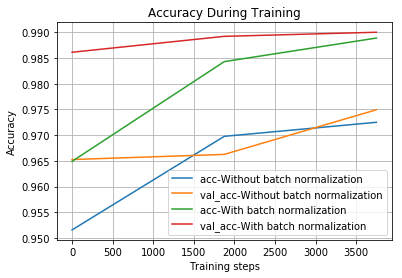 Accuracy During Training
0.990
0.985
0.980
0.975
0.970
0.965
0.960
0.955
0.950
Accuracy
acc-Without batch normalization
val_acc-Without batch normalization
acc-With batch normalization
val_acc-With batch normalization
0 500 1000 1500 2000 2500 3000 3500
Training steps